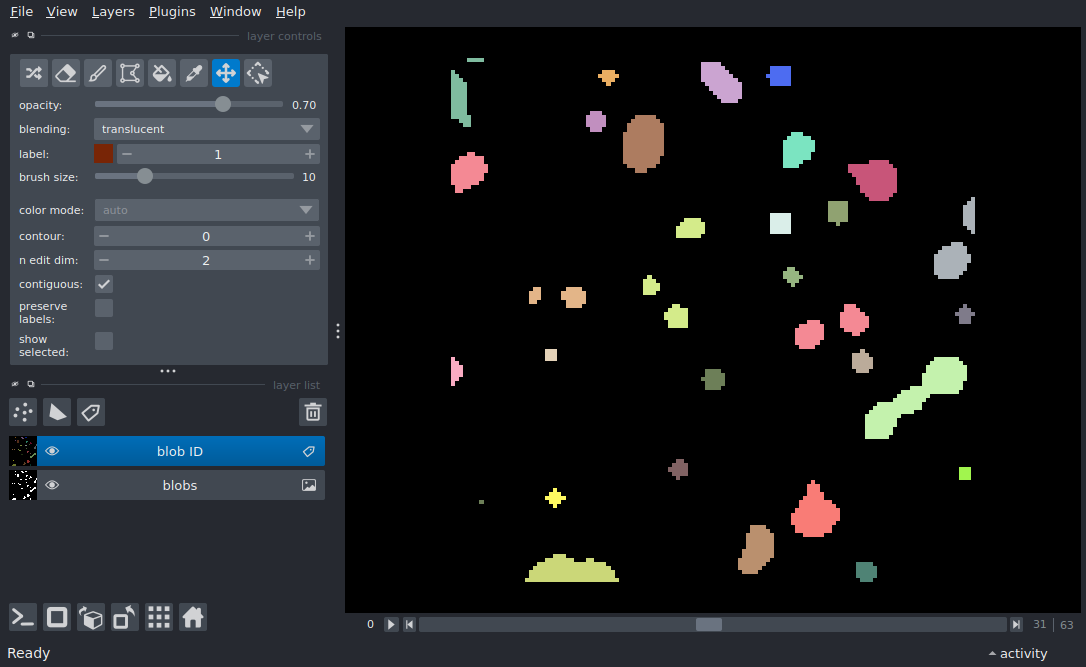 File View Layers Plugins Window Help
layer controls
opacity: 0.70
blending: translucent
label: 1
brush size: 10
color mode: auto
contour: 0
n edit dim: 2
contiguous:
preserve
labels:
show
selected:
layer list
blob ID
blobs
0 31 63
Ready activity